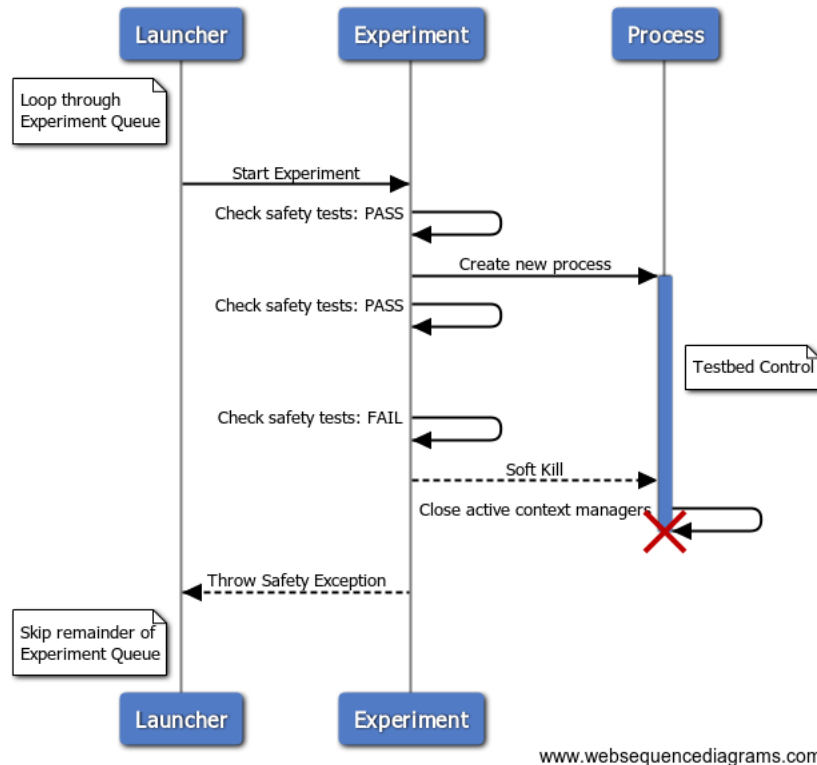 Launcher
Experiment
Process
Loop through
Experiment Queue
Start Experiment
Check safety tests: PASS
Create new process
Check safety tests: PASS
Testbed Control
Check safety tests: FAIL
Soft Kill
Close active context managers
Throw Safety Exception
Skip remainder of
Experiment Queue
Launcher
Experiment
www.websequencediagrams.com